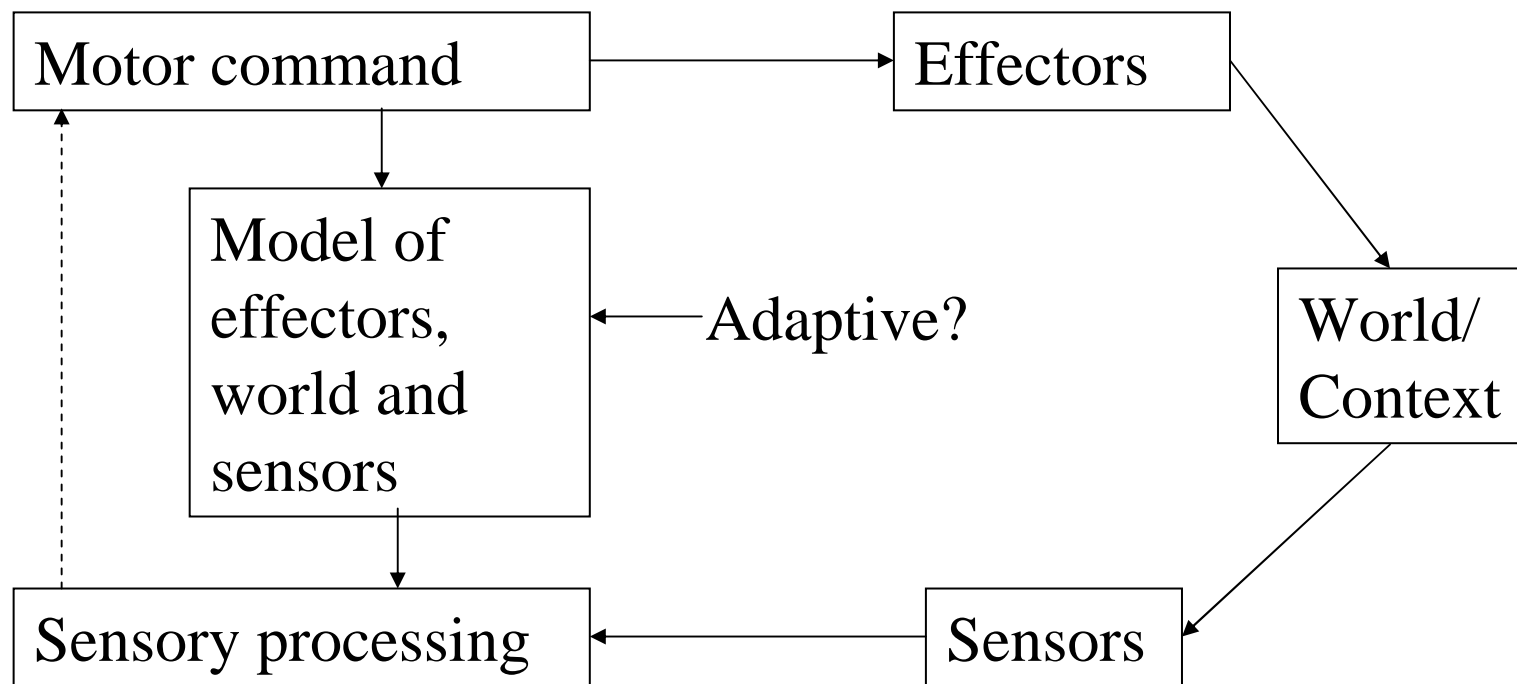 Motor command
Effectors
Model of
effectors,
world and
sensors
Adaptive?
World/
Context
Sensory processing
Sensors